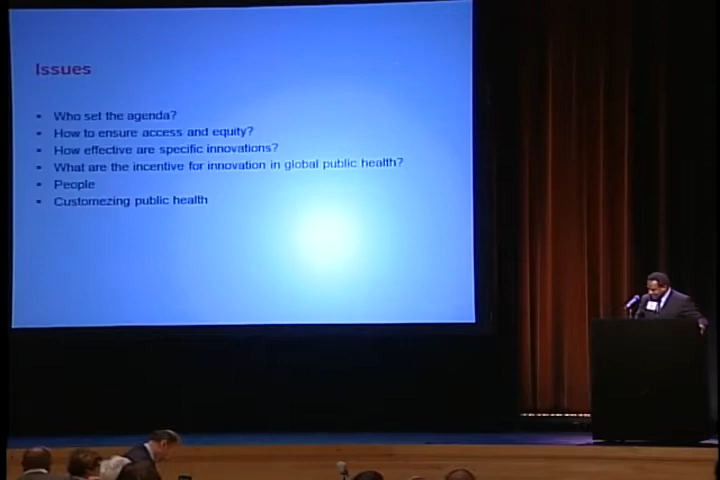 Issues
• Who set the agenda?
• How to ensure access and equity?
• How effective are specific innovations?
• What are the incentive for innovation in global public health?
• People
• Customezing public health